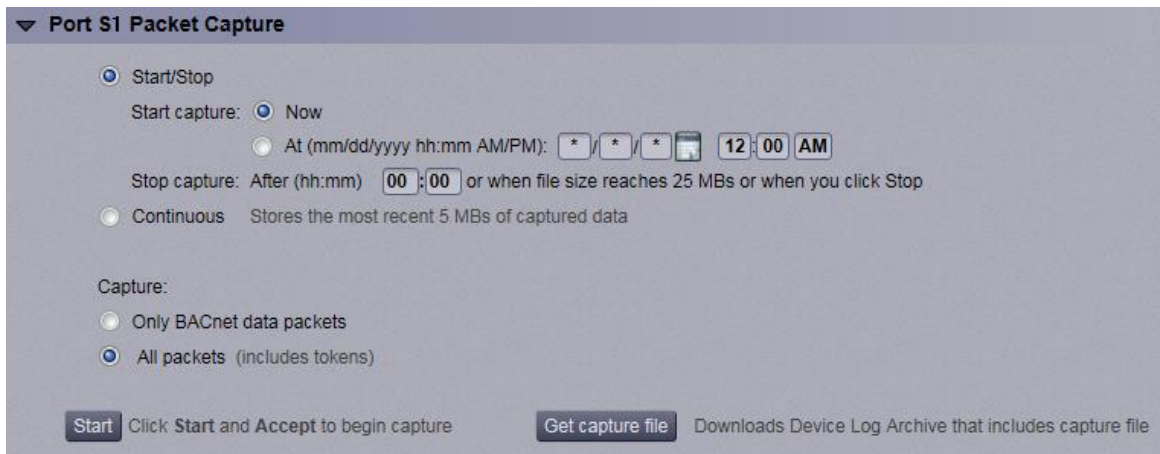 Port S1 Packet Capture
Start/Stop
Start capture: Now
At (mm/dd/yyyy hh:mm AM/PM): * / * / * 12 : 00 AM
Stop capture: After (hh:mm) 00 : 00 or when file size reaches 25 MBs or when you click Stop
Continuous Stores the most recent 5 MBs of captured data
Capture:
Only BACnet data packets
All packets (includes tokens)
Start Click Start and Accept to begin capture Get capture file Downloads Device Log Archive that includes capture file